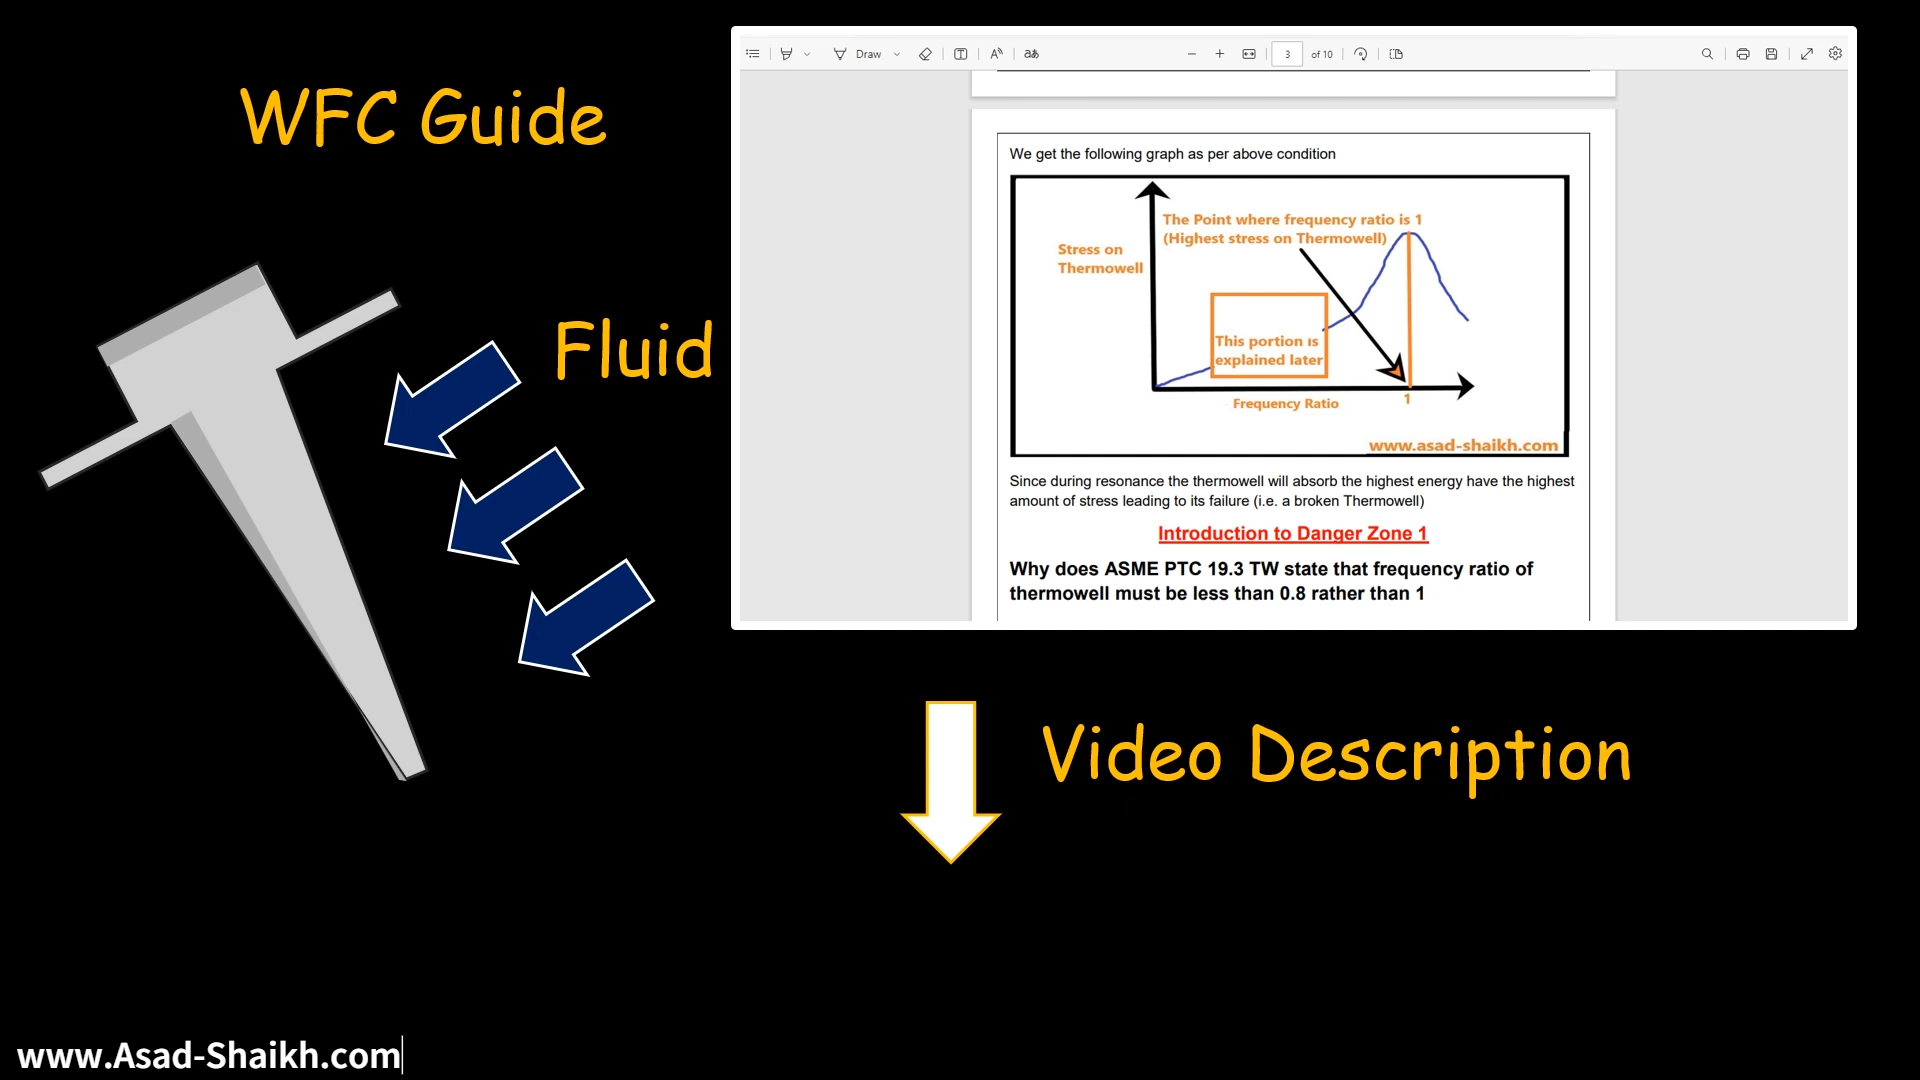 WFC Guide
Fluid
Draw
3
of 10
We get the following graph as per above condition
The Point where frequency ratio is 1
(Highest stress on Thermowell)
Stress on
Thermowell
This portion is
explained later
Frequency Ratio
1
www.asad-shaikh.com
Since during resonance the thermowell will absorb the highest energy have the highest
amount of stress leading to its failure (i.e. a broken Thermowell)
Introduction to Danger Zone 1
Why does ASME PTC 19.3 TW state that frequency ratio of
thermowell must be less than 0.8 rather than 1
Video Description
www.Asad-Shaikh.com